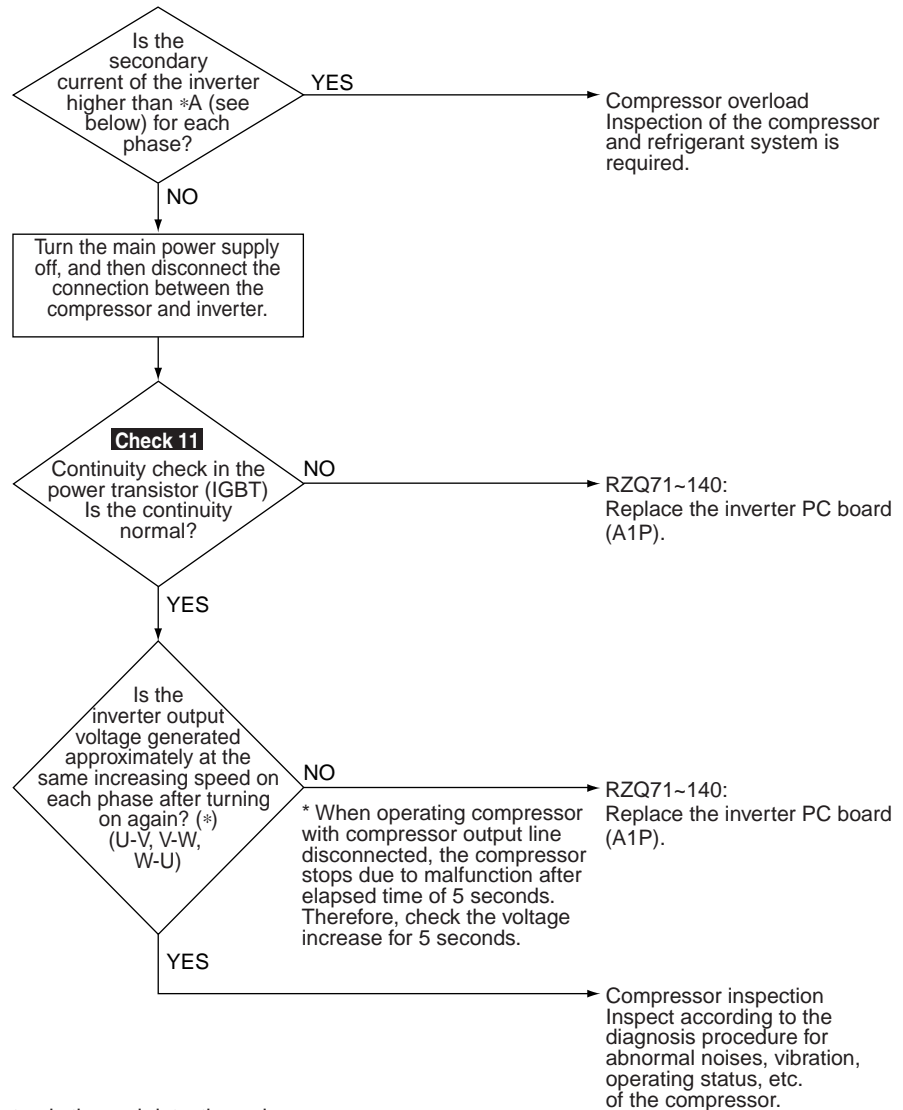 Is the
secondary
current of the inverter
higher than *A (see
below) for each
phase?
YES
Compressor overload
Inspection of the compressor
and refrigerant system is
required.
NO
Turn the main power supply
off, and then disconnect the
connection between the
compressor and inverter.
Check 11
Continuity check in the
power transistor (IGBT)
Is the continuity
normal?
NO
RZQ71~140:
Replace the inverter PC board
(A1P).
YES
Is the
inverter output
voltage generated
approximately at the
same increasing speed on
each phase after turning
on again? (*)
(U-V, V-W,
W-U)
NO
* When operating compressor
with compressor output line
disconnected, the compressor
stops due to malfunction after
elapsed time of 5 seconds.
Therefore, check the voltage
increase for 5 seconds.
RZQ71~140:
Replace the inverter PC board
(A1P).
YES
Compressor inspection
Inspect according to the
diagnosis procedure for
abnormal noises, vibration,
operating status, etc.
of the compressor.